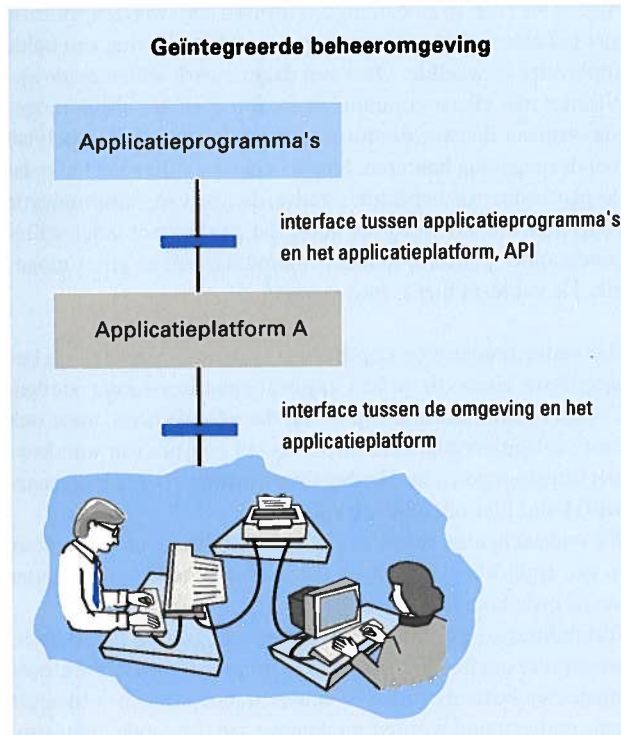 Geïntegreerde beheeromgeving
Applicatieprogramma's
interface tussen applicatieprogramma's
en het applicatieplatform, API
Applicatieplatform A
interface tussen de omgeving en het
applicatieplatform